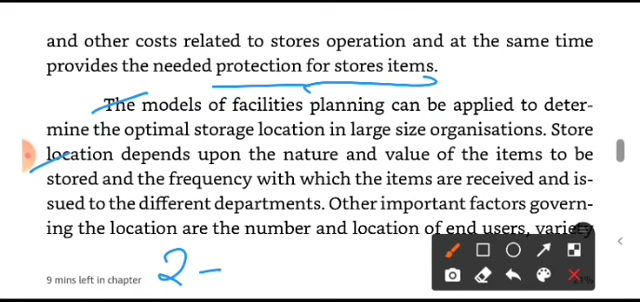 and other costs related to stores operation and at the same time
provides the needed protection for stores items.
The models of facilities planning can be applied to deter-
mine the optimal storage location in large size organisations. Store
location depends upon the nature and value of the items to be
stored and the frequency with which the items are received and is-
sued to the different departments. Other important factors govern-
ing the location are the number and location of end users, variety
9 mins left in chapter
2 -